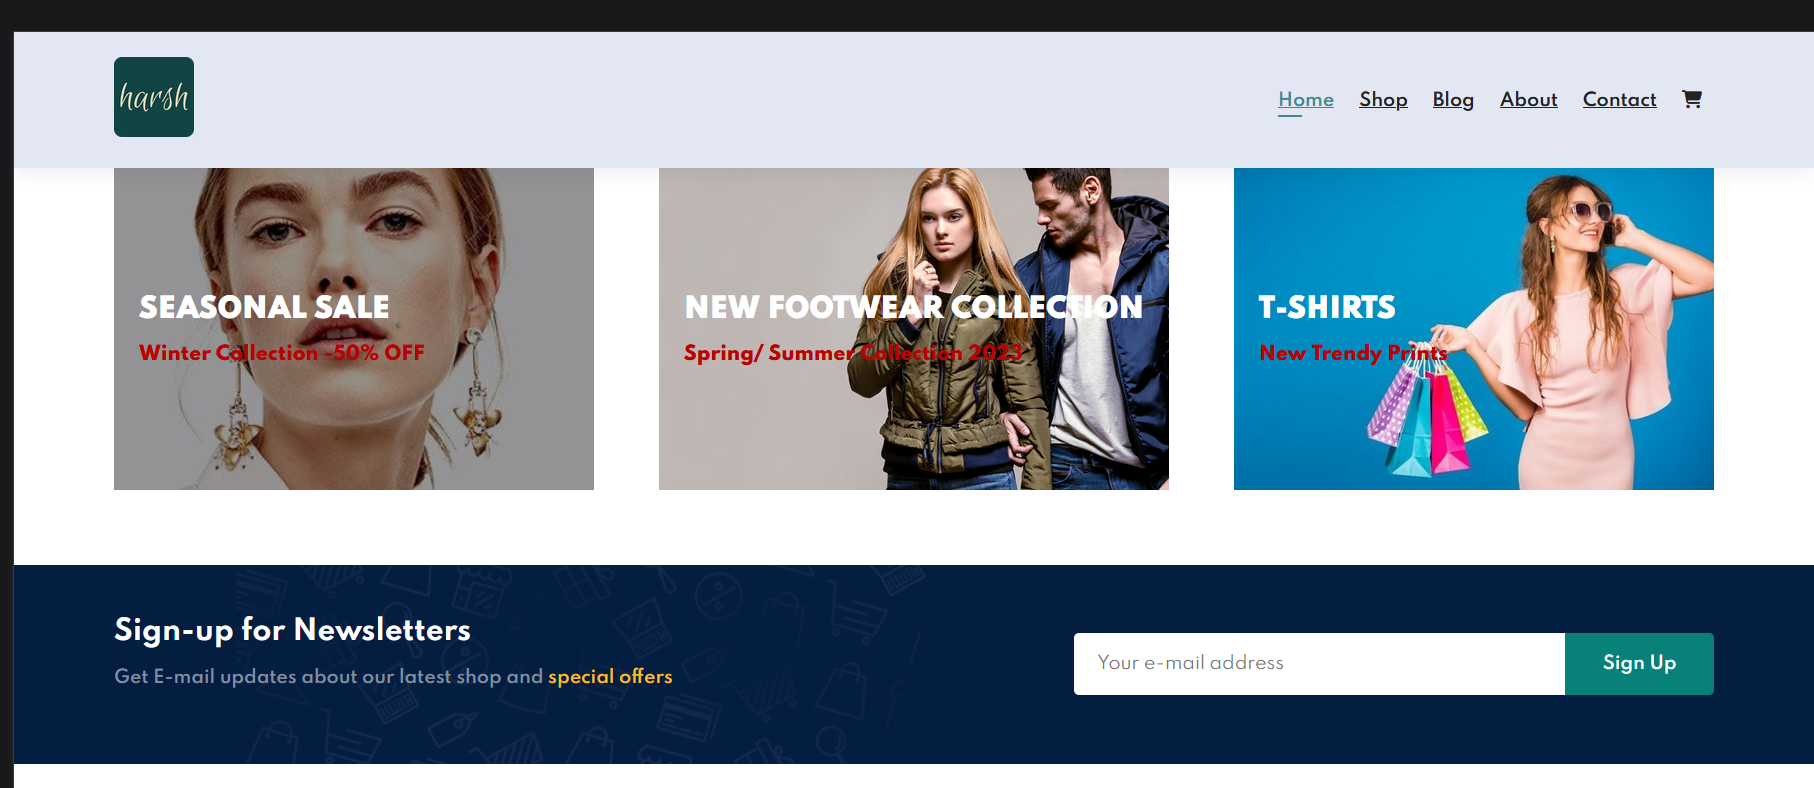 harsh
Home Shop Blog About Contact
SEASONAL SALE
Winter Collection -50% OFF
NEW FOOTWEAR COLLECTION
Spring/ Summer Collection 2023
T-SHIRTS
New Trendy Prints
Sign-up for Newsletters
Get E-mail updates about our latest shop and special offers
Your e-mail address
Sign Up